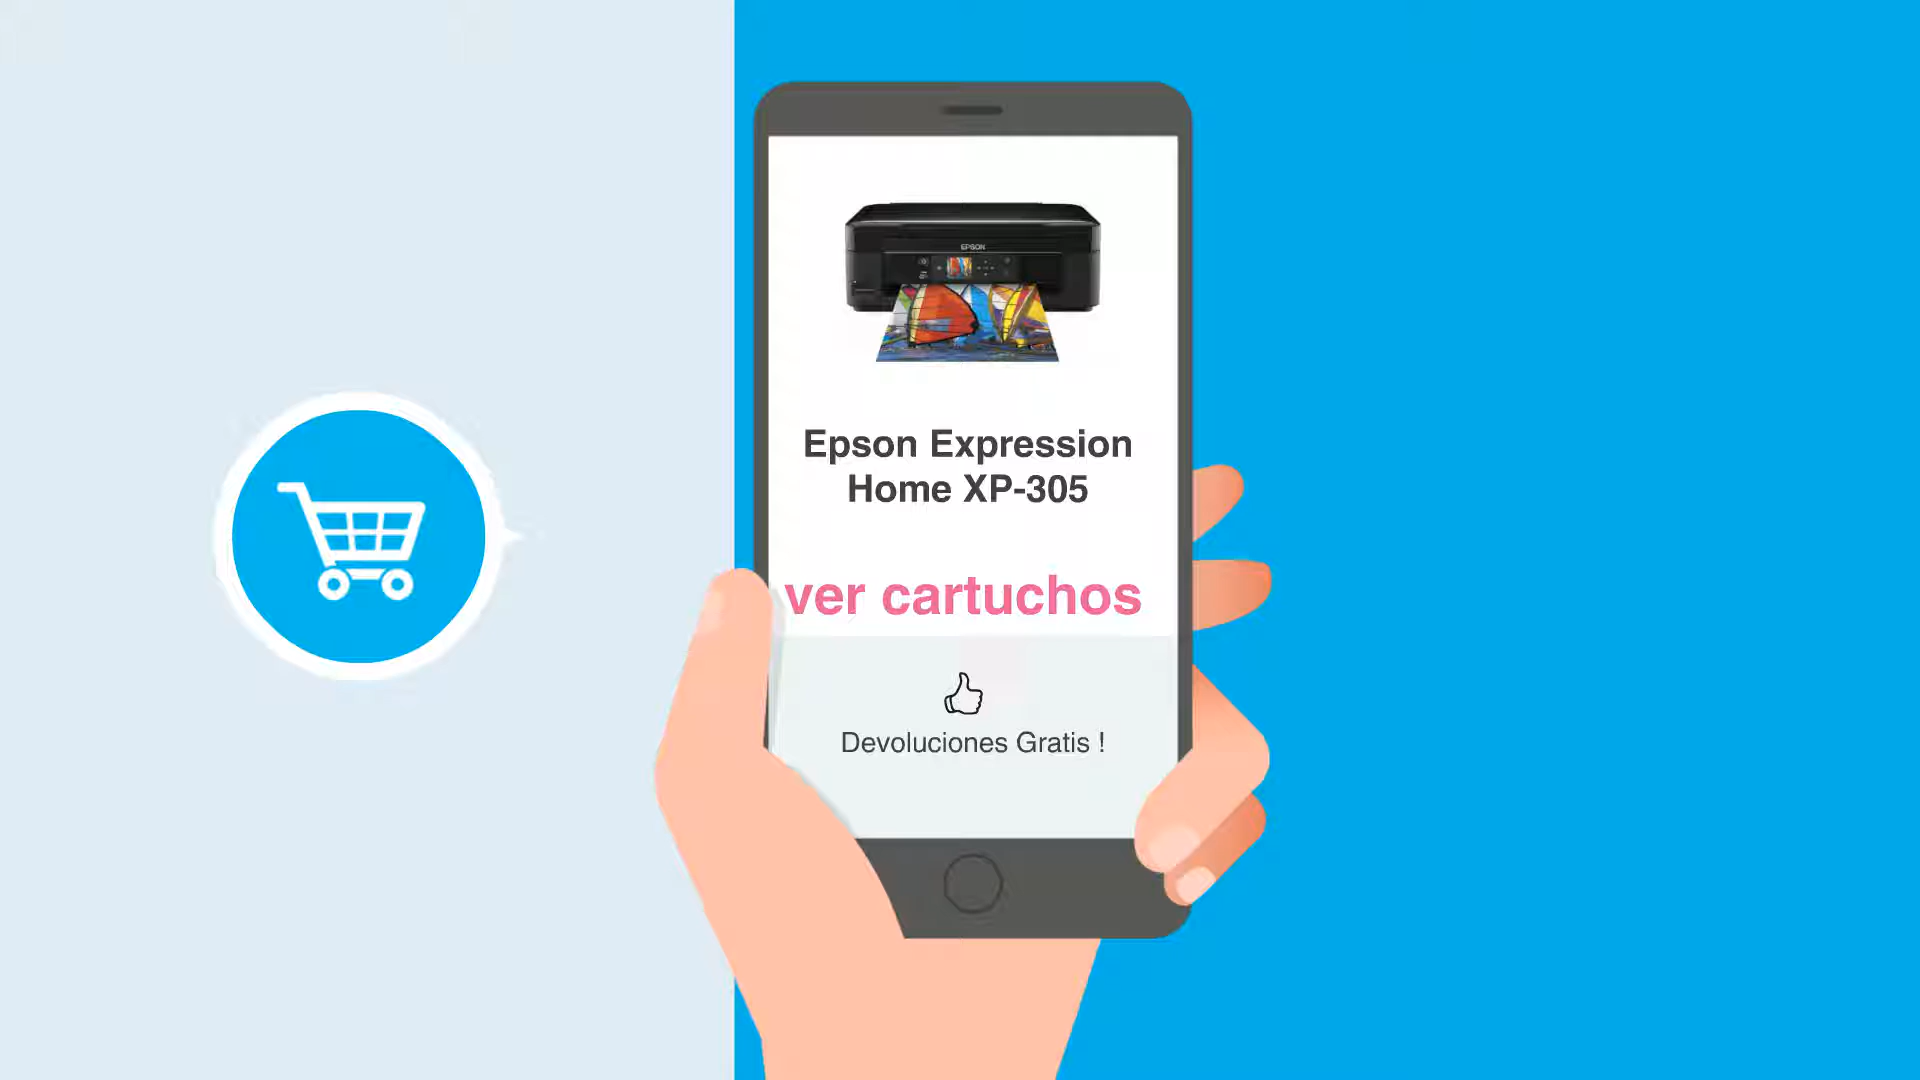 EPSON
Epson Expression
Home XP-305
ver cartuchos
Devoluciones Gratis !